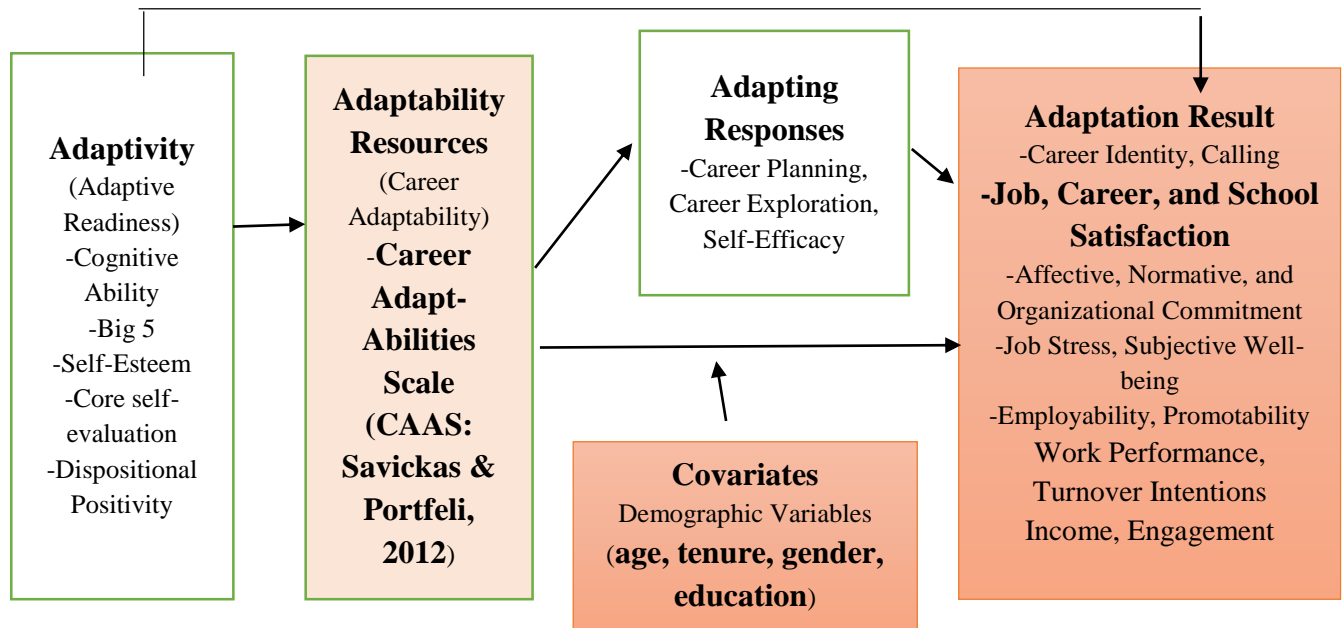 Adaptivity
(Adaptive
Readiness)
-Cognitive
Ability
-Big 5
-Self-Esteem
-Core self-
evaluation
-Dispositional
Positivity
Adaptability
Resources
(Career
Adaptability)
-Career
Adapt-
Abilities
Scale
(CAAS:
Savickas &
Portfeli,
2012)
Adapting
Responses
-Career Planning,
Career Exploration,
Self-Efficacy
Covariates
Demographic Variables
(age, tenure, gender,
education)
Adaptation Result
-Career Identity, Calling
-Job, Career, and School
Satisfaction
-Affective, Normative, and
Organizational Commitment
-Job Stress, Subjective Well-
being
-Employability, Promotability
Work Performance,
Turnover Intentions
Income, Engagement